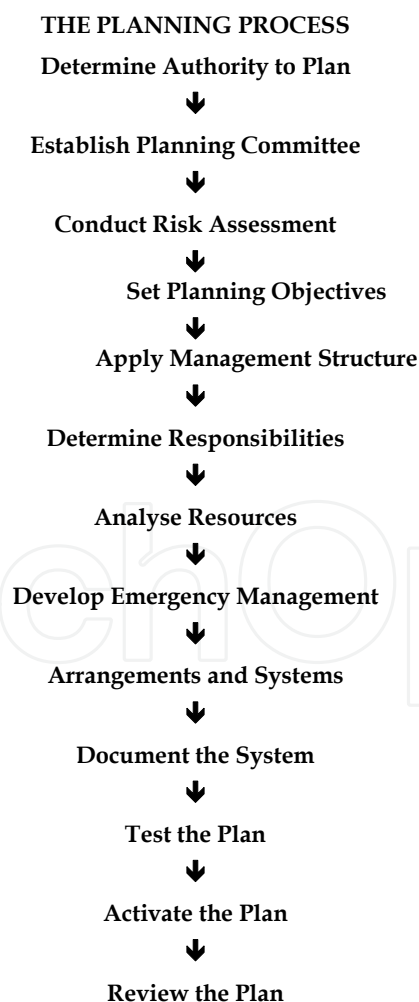 THE PLANNING PROCESS
Determine Authority to Plan
Establish Planning Committee
Conduct Risk Assessment
Set Planning Objectives
Apply Management Structure
Determine Responsibilities
Analyse Resources
Develop Emergency Management
Arrangements and Systems
Document the System
Test the Plan
Activate the Plan
Review the Plan